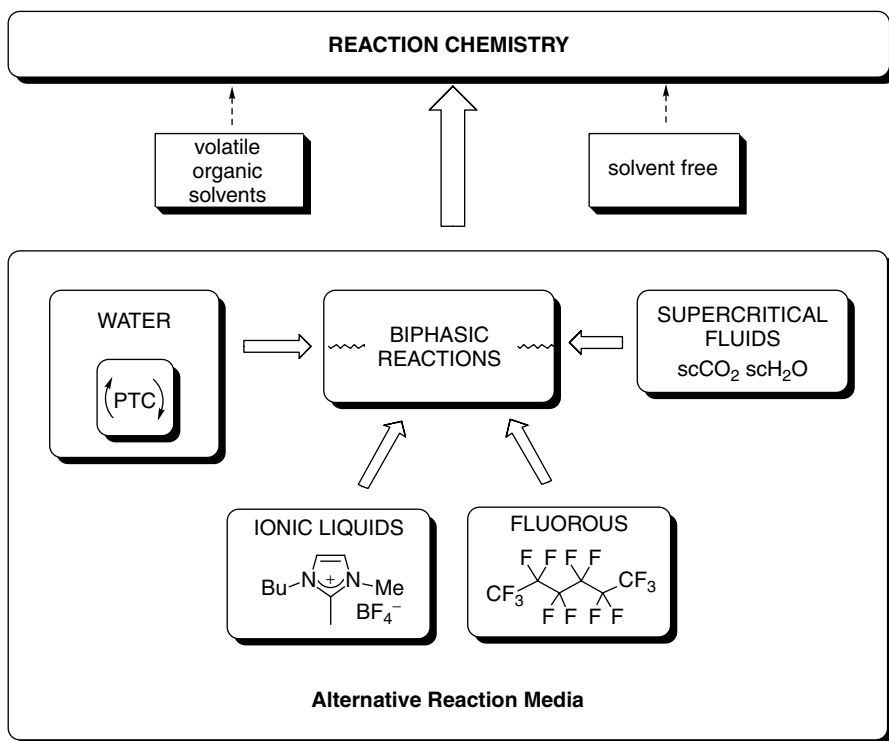 REACTION CHEMISTRY
volatile
organic
solvents
solvent free
WATER
PTC
BIPHASIC
REACTIONS
SUPERCRITICAL
FLUIDS
scCO₂ scH₂O
IONIC LIQUIDS
Bu N + N Me
BF₄⁻
FLUOROUS
F F F F
CF₃ CF₃
F F F F
Alternative Reaction Media